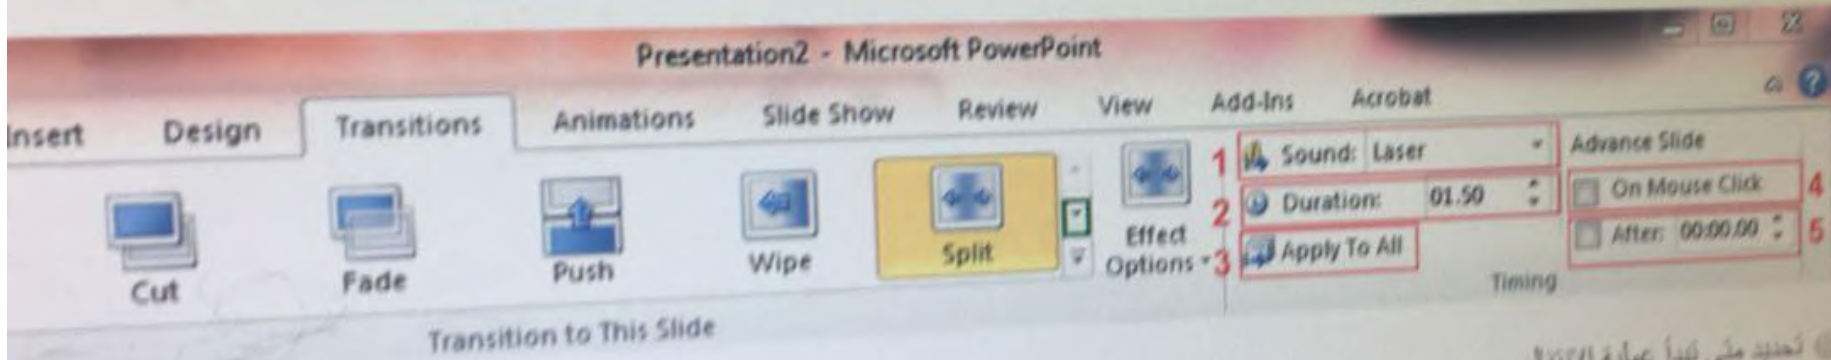 Presentation2 - Microsoft PowerPoint
Insert Design Transitions Animations Slide Show Review View Add-Ins Acrobat
Cut
Fade
Push
Wipe
Split
Effect
Options
Transition to This Slide
1 Sound: Laser
2 Duration: 01.50
3 Apply To All
Advance Slide
On Mouse Click 4
After: 00:00.00 5
Timing